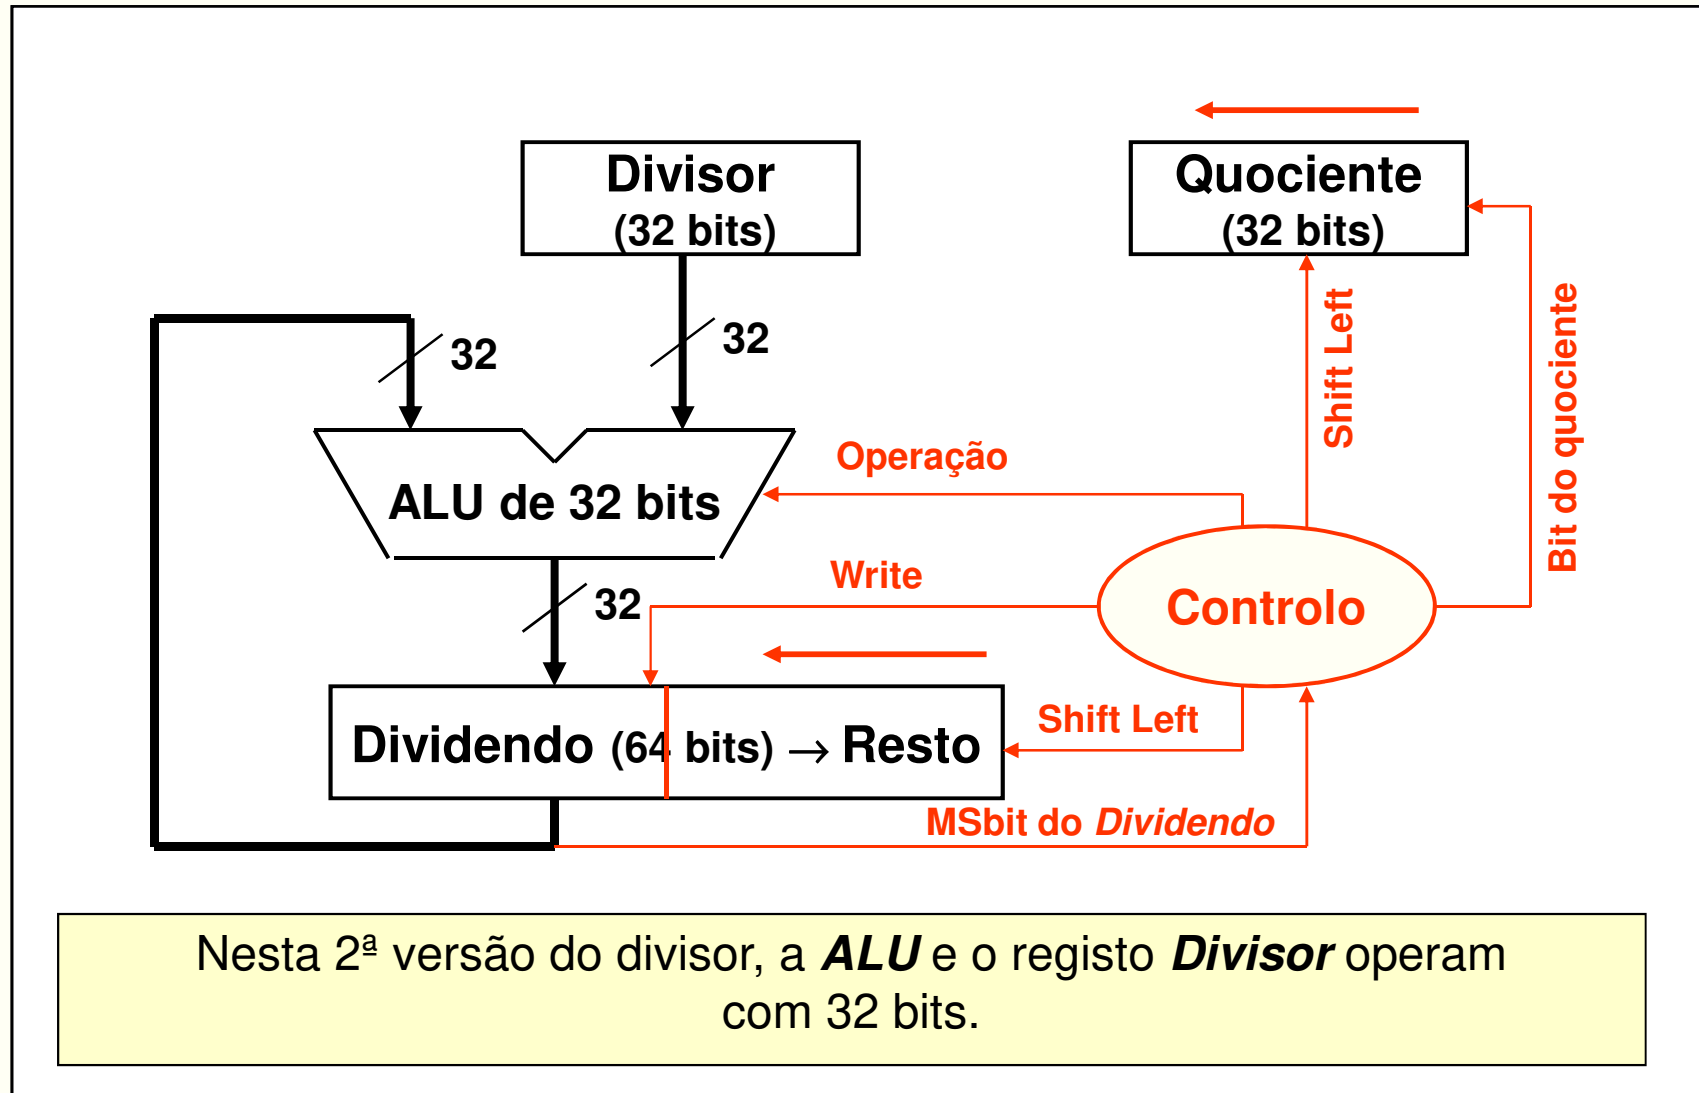 Divisor
(32 bits)
Quociente
(32 bits)
32
32
Shift Left
Bit do quociente
Operação
ALU de 32 bits
Write
32
Controlo
Shift Left
Dividendo (64 bits) → Resto
MSbit do Dividendo
Nesta 2ª versão do divisor, a ALU e o registo Divisor operam
com 32 bits.